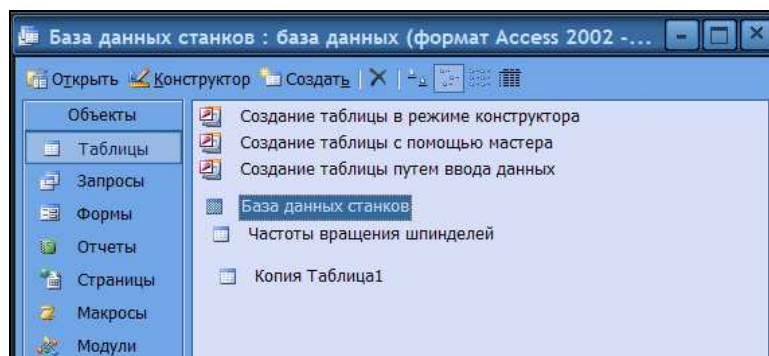 База данных станков : база данных (формат Access 2002 -...
Открыть Конструктор Создать
Объекты
Таблицы
Запросы
Формы
Отчеты
Страницы
Макросы
Модули
Создание таблицы в режиме конструктора
Создание таблицы с помощью мастера
Создание таблицы путем ввода данных
База данных станков
Частоты вращения шпинделей
Копия Таблица1